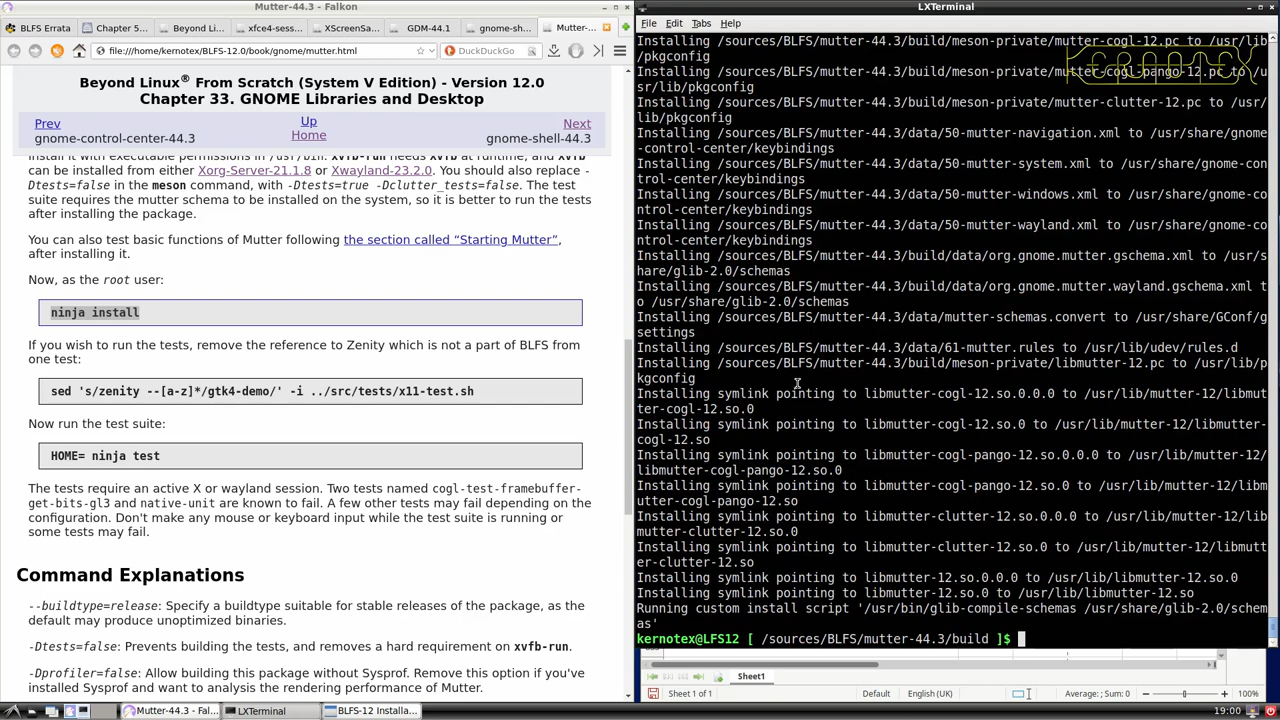 Mutter-44.3 - Falkon
BLFS Errata
Chapter 5...
Beyond Li...
xfce4-sess...
XScreenSa...
GDM-44.1
gnome-she...
Mutter-...
file:///home/kernotex/BLFS-12.0/book/gnome/mutter.html
DuckDuckGo
Beyond Linux® From Scratch (System V Edition) - Version 12.0
Chapter 33. GNOME Libraries and Desktop
Prev
Up
Next
gnome-control-center-44.3
Home
gnome-shell-44.3
install it with executable permissions in /usr/bin. xvfb-run needs Xvfb at runtime, and Xvfb
can be installed from either Xorg-Server-21.1.8 or Xwayland-23.2.0. You should also replace -
Dtests=false in the meson command, with -Dtests=true -Dclutter_tests=false. The test
suite requires the mutter schema to be installed on the system, so it is better to run the tests
after installing the package.
You can also test basic functions of Mutter following the section called “Starting Mutter”,
after installing it.
Now, as the root user:
ninja install
If you wish to run the tests, remove the reference to Zenity which is not a part of BLFS from
one test:
sed 's/zenity --[a-z]*/gtk4-demo/' -i ../src/tests/x11-test.sh
Now run the test suite:
HOME= ninja test
The tests require an active X or wayland session. Two tests named cogl-test-framebuffer-
get-bits-gl3 and native-unit are known to fail. A few other tests may fail depending on the
configuration. Don't make any mouse or keyboard input while the test suite is running or
some tests may fail.
Command Explanations
--buildtype=release: Specify a buildtype suitable for stable releases of the package, as the
default may produce unoptimized binaries.
-Dtests=false: Prevents building the tests, and removes a hard requirement on xvfb-run.
-Dprofiler=false: Allow building this package without Sysprof. Remove this option if you've
installed Sysprof and want to analysis the rendering performance of Mutter.
LXTerminal
File Edit Tabs Help
Installing /sources/BLFS/mutter-44.3/build/meson-private/mutter-cogl-12.pc to /usr/lib
/pkgconfig
Installing /sources/BLFS/mutter-44.3/build/meson-private/mutter-cogl-pango-12.pc to /u
sr/lib/pkgconfig
Installing /sources/BLFS/mutter-44.3/build/meson-private/mutter-clutter-12.pc to /usr/
lib/pkgconfig
Installing /sources/BLFS/mutter-44.3/data/50-mutter-navigation.xml to /usr/share/gnome
-control-center/keybindings
Installing /sources/BLFS/mutter-44.3/data/50-mutter-system.xml to /usr/share/gnome-con
trol-center/keybindings
Installing /sources/BLFS/mutter-44.3/data/50-mutter-windows.xml to /usr/share/gnome-co
ntrol-center/keybindings
Installing /sources/BLFS/mutter-44.3/data/50-mutter-wayland.xml to /usr/share/gnome-co
ntrol-center/keybindings
Installing /sources/BLFS/mutter-44.3/build/data/org.gnome.mutter.gschema.xml to /usr/s
hare/glib-2.0/schemas
Installing /sources/BLFS/mutter-44.3/build/data/org.gnome.mutter.wayland.gschema.xml t
o /usr/share/glib-2.0/schemas
Installing /sources/BLFS/mutter-44.3/data/mutter-schemas.convert to /usr/share/GConf/g
settings
Installing /sources/BLFS/mutter-44.3/data/61-mutter.rules to /usr/lib/udev/rules.d
Installing /sources/BLFS/mutter-44.3/build/meson-private/libmutter-12.pc to /usr/lib/p
kgconfig
Installing symlink pointing to libmutter-cogl-12.so.0.0.0 to /usr/lib/mutter-12/libmut
ter-cogl-12.so.0
Installing symlink pointing to libmutter-cogl-12.so.0 to /usr/lib/mutter-12/libmutter-
cogl-12.so
Installing symlink pointing to libmutter-cogl-pango-12.so.0.0.0 to /usr/lib/mutter-12/
libmutter-cogl-pango-12.so.0
Installing symlink pointing to libmutter-cogl-pango-12.so.0 to /usr/lib/mutter-12/libm
utter-cogl-pango-12.so
Installing symlink pointing to libmutter-clutter-12.so.0.0.0 to /usr/lib/mutter-12/lib
mutter-clutter-12.so.0
Installing symlink pointing to libmutter-clutter-12.so.0 to /usr/lib/mutter-12/libmutt
er-clutter-12.so
Installing symlink pointing to libmutter-12.so.0.0.0 to /usr/lib/libmutter-12.so.0
Installing symlink pointing to libmutter-12.so.0 to /usr/lib/libmutter-12.so
Running custom install script '/usr/bin/glib-compile-schemas /usr/share/glib-2.0/schem
as'
kernotex@LFS12 [ /sources/BLFS/mutter-44.3/build ]$
KERNOTEX
Sheet1
Sheet 1 of 1
Default
English (UK)
Average: ; Sum: 0
100%
Mutter-44.3 - Fal...
LXTerminal
BLFS-12 Installa...
19:00